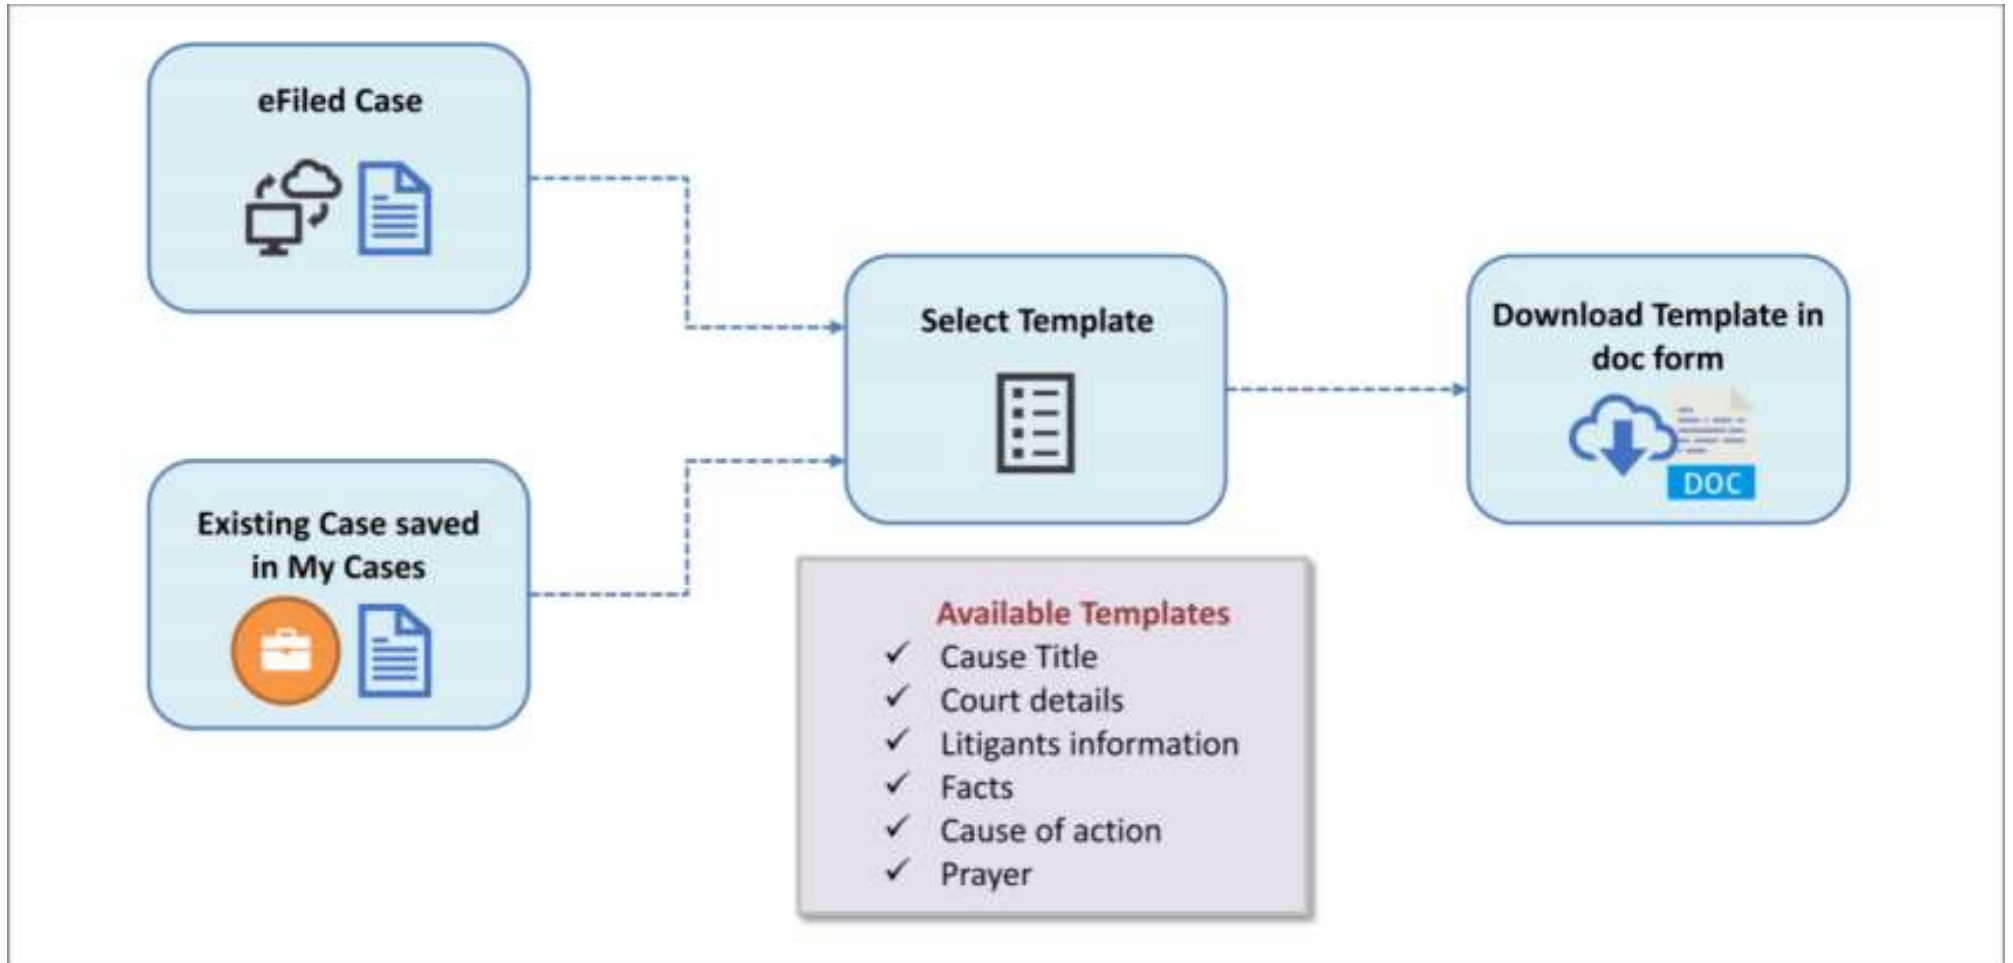 eFiled Case
Existing Case saved
in My Cases
Select Template
Download Template in
doc form
DOC
Available Templates
✓ Cause Title
✓ Court details
✓ Litigants information
✓ Facts
✓ Cause of action
✓ Prayer